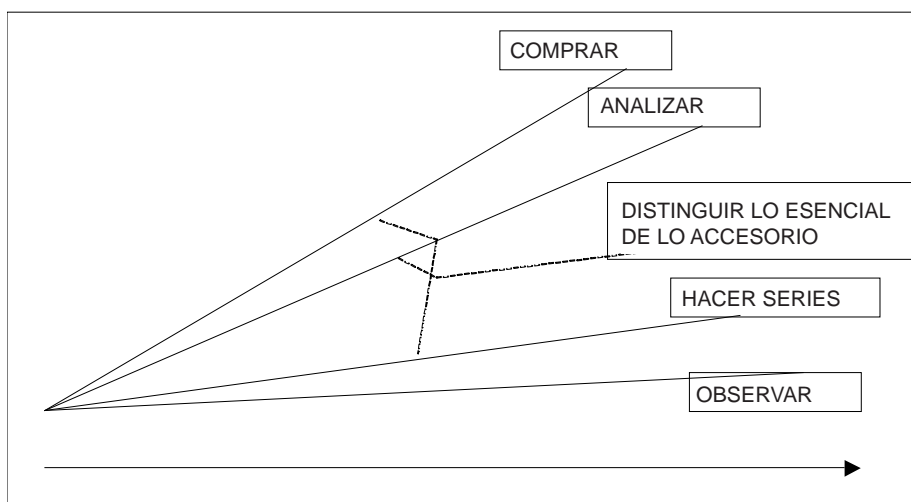 COMPRAR
ANALIZAR
DISTINGUIR LO ESENCIAL
DE LO ACCESORIO
HACER SERIES
OBSERVAR